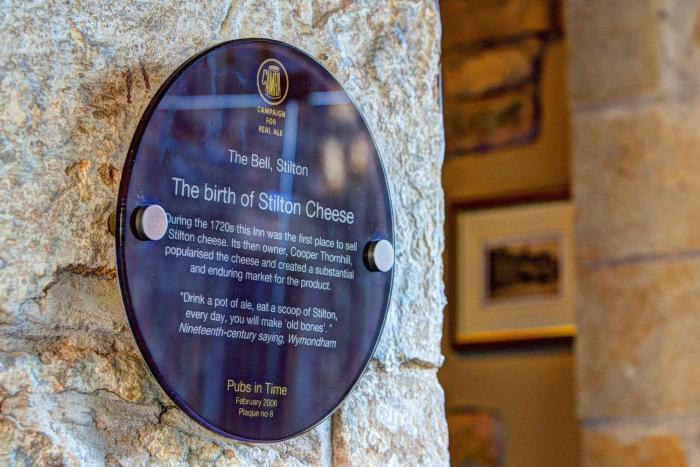 CAMRA
CAMPAIGN
FOR
REAL ALE
The Bell, Stilton
The birth of Stilton Cheese
During the 1720s this Inn was the first place to sell
Stilton cheese. Its then owner, Cooper Thornhill,
popularised the cheese and created a substantial
and enduring market for the product.
"Drink a pot of ale, eat a scoop of Stilton,
every day, you will make 'old bones'."
Nineteenth-century saying, Wymondham
Pubs in Time
February 2006
Plaque no 8